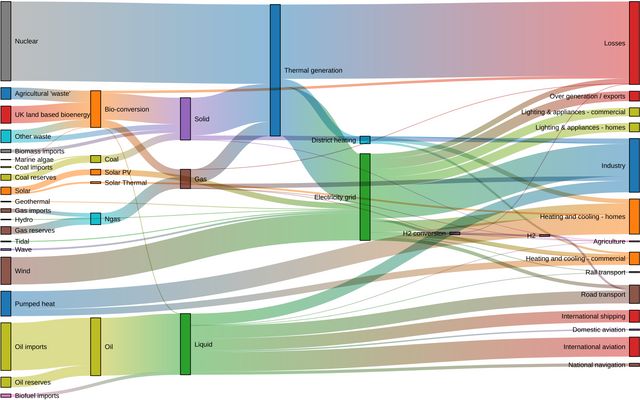 Nuclear
Agricultural 'waste'
UK land based bioenergy
Other waste
Biomass imports
Marine algae
Coal imports
Coal reserves
Solar
Geothermal
Gas imports
Hydro
Gas reserves
Tidal
Wave
Wind
Pumped heat
Oil imports
Oil reserves
Biofuel imports
Bio-conversion
Coal
Solar PV
Solar Thermal
Ngas
Oil
Solid
Gas
Liquid
Thermal generation
District heating
Electricity grid
H2 conversion
H2
Losses
Over generation / exports
Lighting & appliances - commercial
Lighting & appliances - homes
Industry
Heating and cooling - homes
Agriculture
Heating and cooling - commercial
Rail transport
Road transport
International shipping
Domestic aviation
International aviation
National navigation